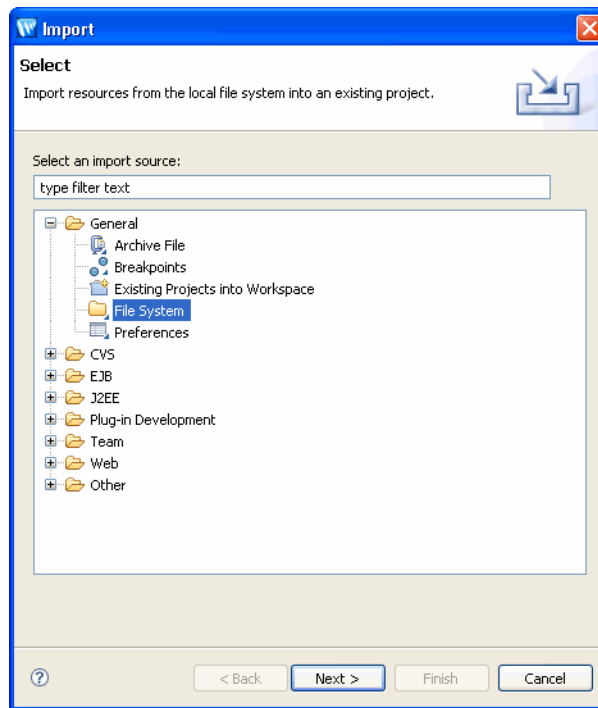 Import
Select
Import resources from the local file system into an existing project.
Select an import source:
type filter text
General
Archive File
Breakpoints
Existing Projects into Workspace
File System
Preferences
CVS
EJB
J2EE
Plug-in Development
Team
Web
Other
? < Back Next > Finish Cancel